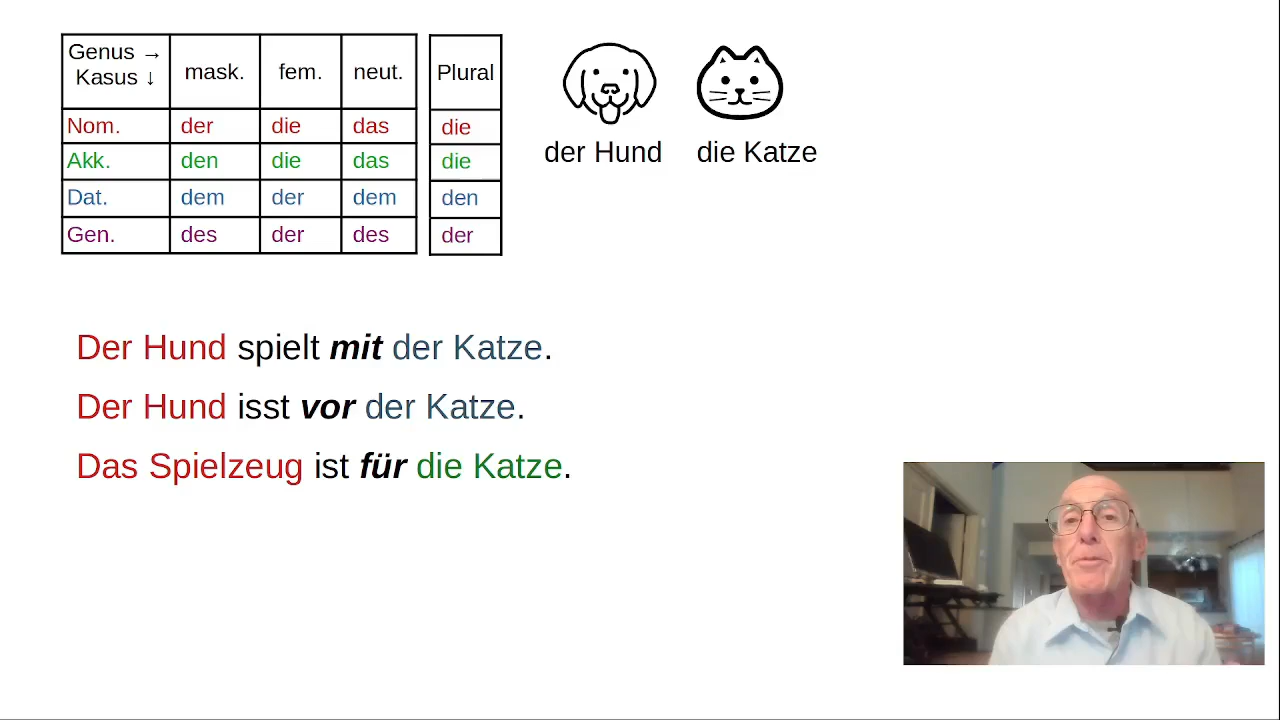 Genus → mask. fem. neut. Plural
Kasus ↓
Nom. der die das die
Akk. den die das die
Dat. dem der dem den
Gen. des der des der
der Hund die Katze
Der Hund spielt mit der Katze.
Der Hund isst vor der Katze.
Das Spielzeug ist für die Katze.